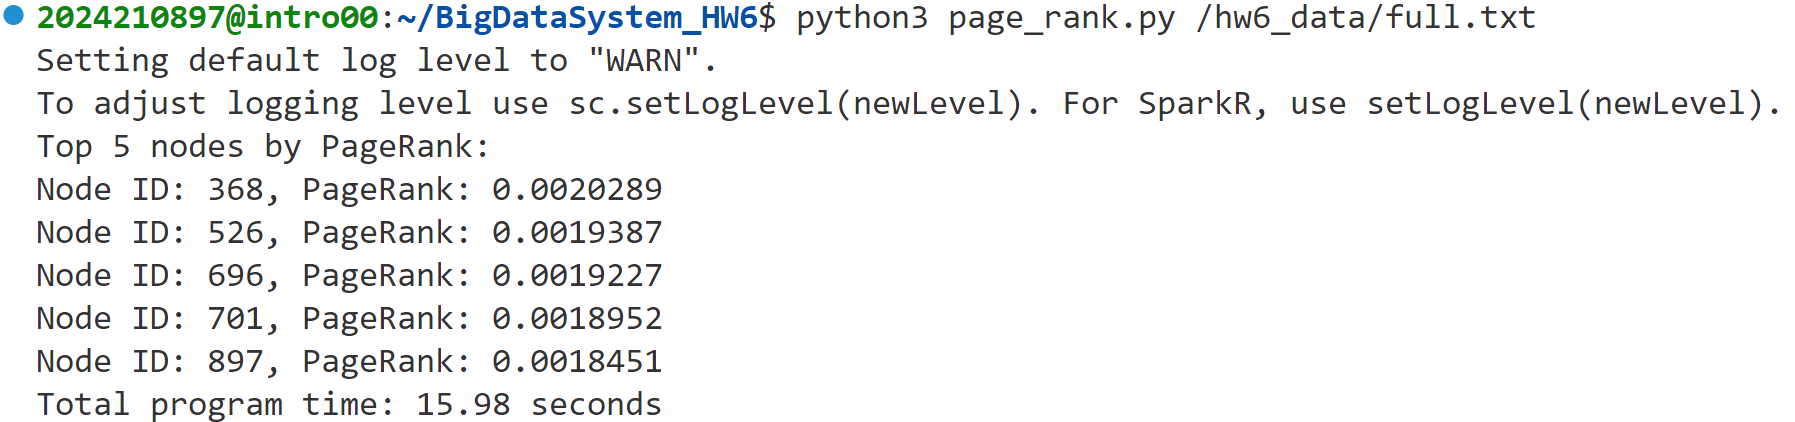 2024210897@intro00:~/BigDataSystem_HW6$ python3 page_rank.py /hw6_data/full.txt
Setting default log level to "WARN".
To adjust logging level use sc.setLogLevel(newLevel). For SparkR, use setLogLevel(newLevel).
Top 5 nodes by PageRank:
Node ID: 368, PageRank: 0.0020289
Node ID: 526, PageRank: 0.0019387
Node ID: 696, PageRank: 0.0019227
Node ID: 701, PageRank: 0.0018952
Node ID: 897, PageRank: 0.0018451
Total program time: 15.98 seconds